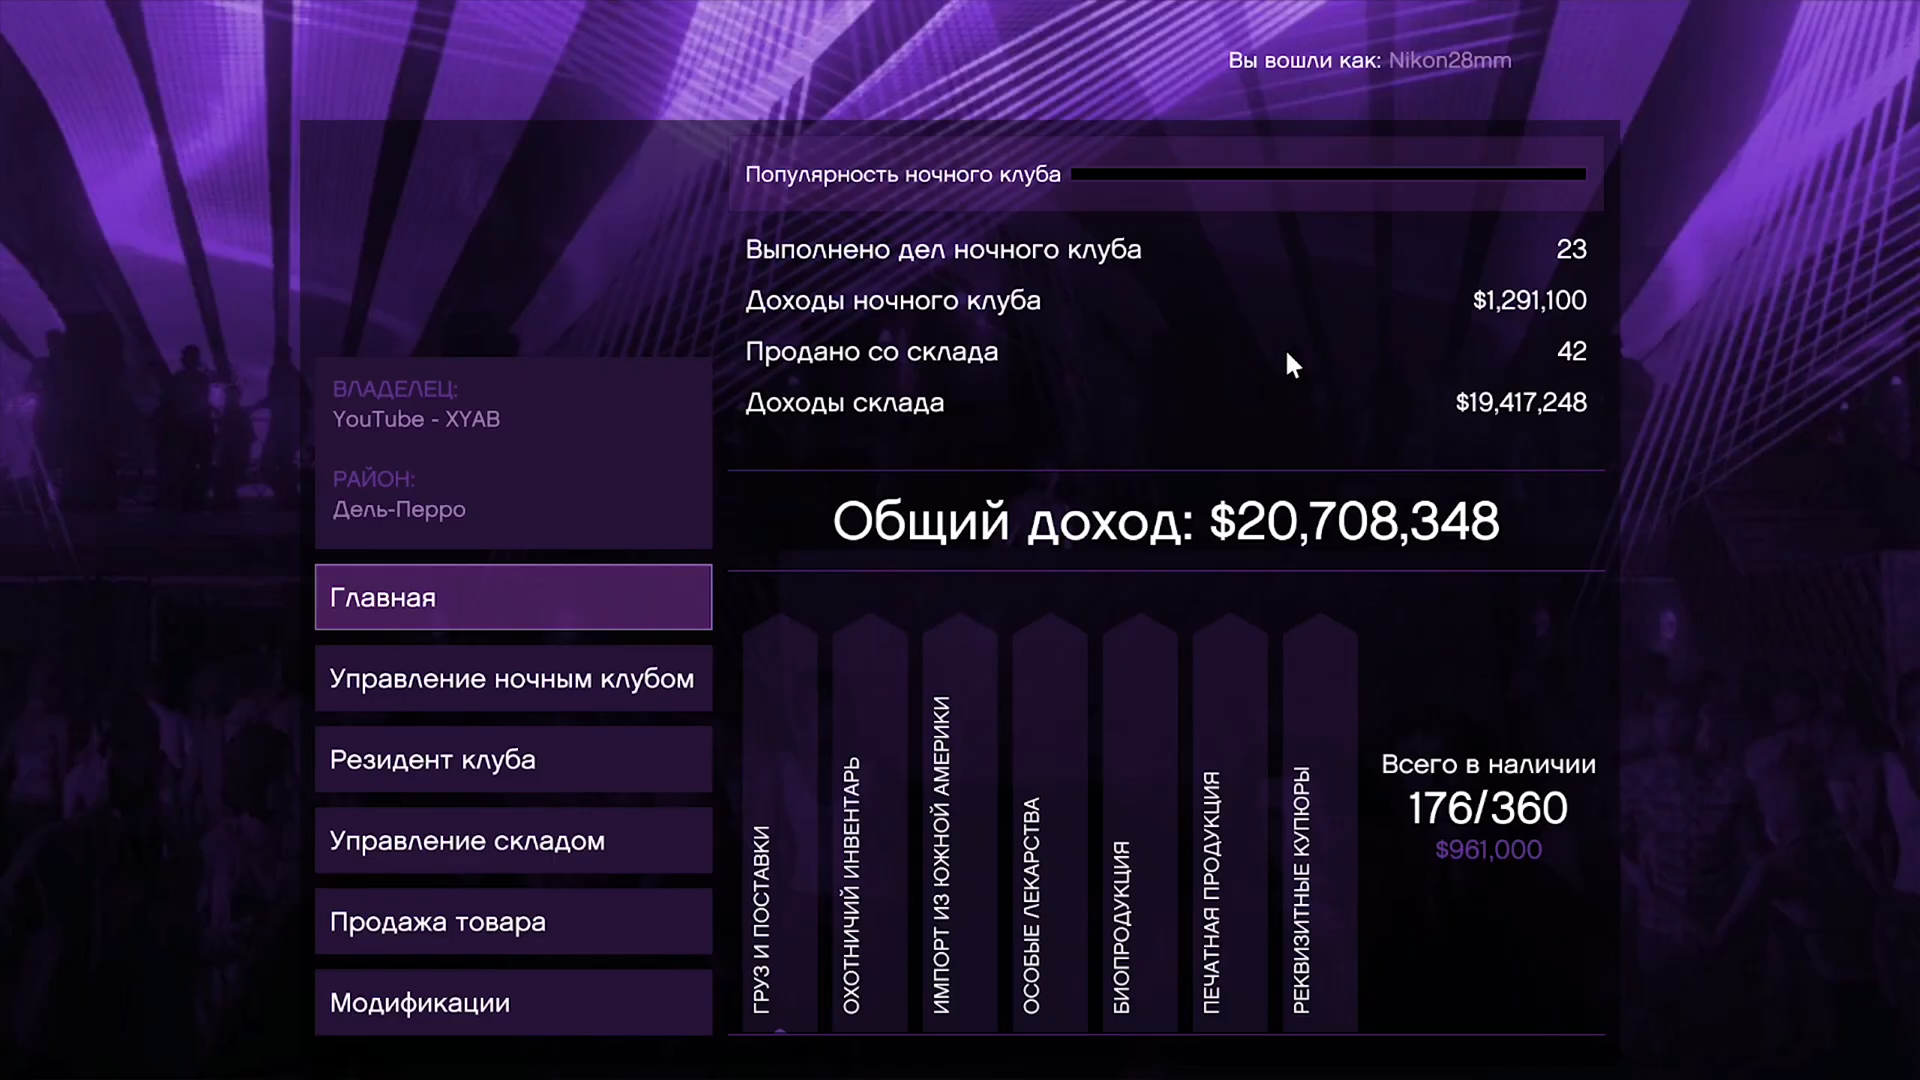 Вы вошли как: Nikon28mm
Популярность ночного клуба
Выполнено дел ночного клуба 23
Доходы ночного клуба $1,291,100
Продано со склада 42
Доходы склада $19,417,248
Общий доход: $20,708,348
ВЛАДЕЛЕЦ:
YouTube - XYAB
РАЙОН:
Дель-Перро
Главная
Управление ночным клубом
Резидент клуба
Управление складом
Продажа товара
Модификации
ГРУЗ И ПОСТАВКИ
ОХОТНИЧИЙ ИНВЕНТАРЬ
ИМПОРТ ИЗ ЮЖНОЙ АМЕРИКИ
ОСОБЫЕ ЛЕКАРСТВА
БИОПРОДУКЦИЯ
ПЕЧАТНАЯ ПРОДУКЦИЯ
РЕКВИЗИТНЫЕ КУПЮРЫ
Всего в наличии
176/360
$961,000